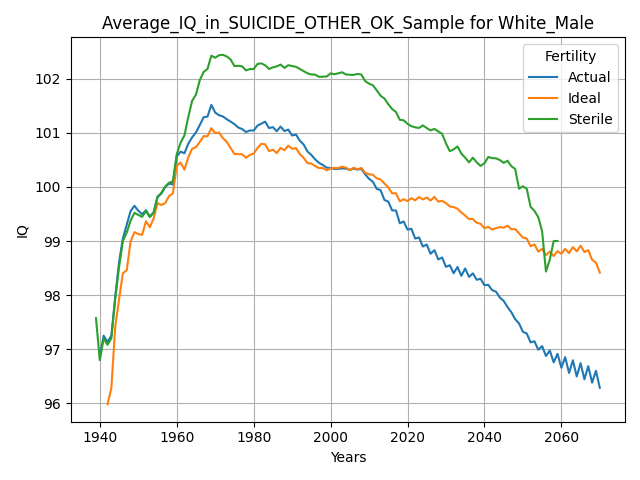 Average_IQ_in_SUICIDE_OTHER_OK_Sample for White_Male
Fertility
Actual
Ideal
Sterile
IQ
102
101
100
99
98
97
96
1940
1960
1980
2000
2020
2040
2060
Years